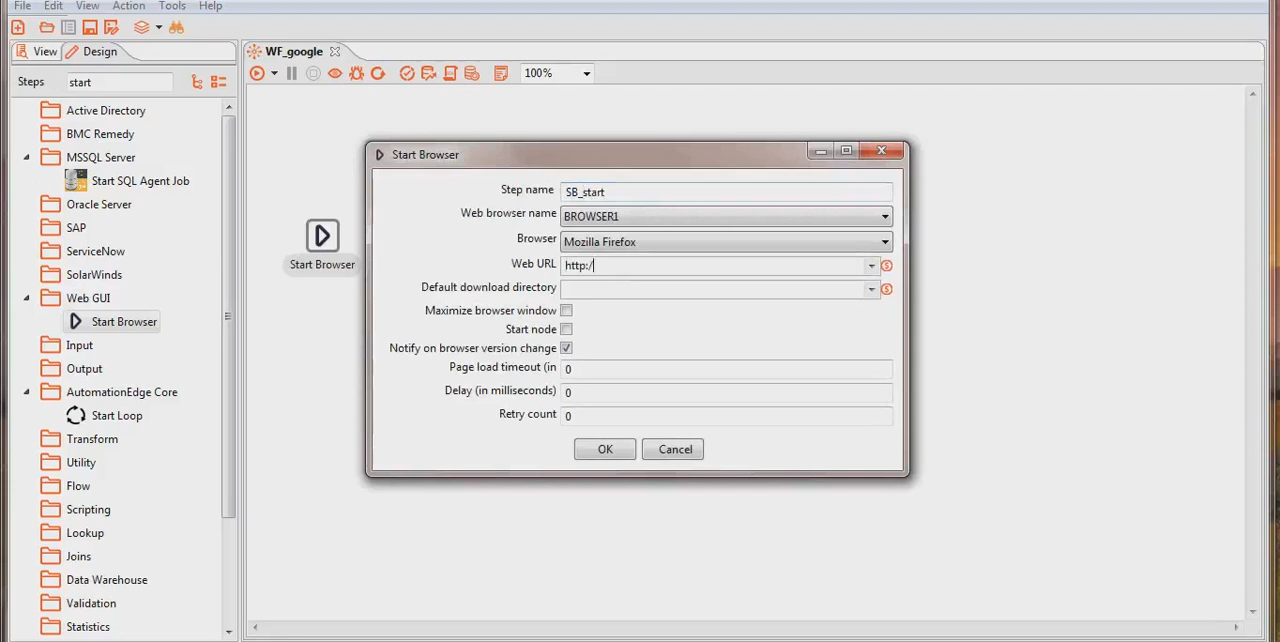 File Edit View Action Tools Help
View Design
WF_google
Steps start
100%
Active Directory
BMC Remedy
MSSQL Server
Start SQL Agent Job
Oracle Server
SAP
ServiceNow
SolarWinds
Web GUI
Start Browser
Input
Output
AutomationEdge Core
Start Loop
Transform
Utility
Flow
Scripting
Lookup
Joins
Data Warehouse
Validation
Statistics
Start Browser
Start Browser
Step name SB_start
Web browser name BROWSER1
Browser Mozilla Firefox
Web URL http:/
Default download directory
Maximize browser window
Start node
Notify on browser version change
Page load timeout (in 0
Delay (in milliseconds) 0
Retry count 0
OK Cancel